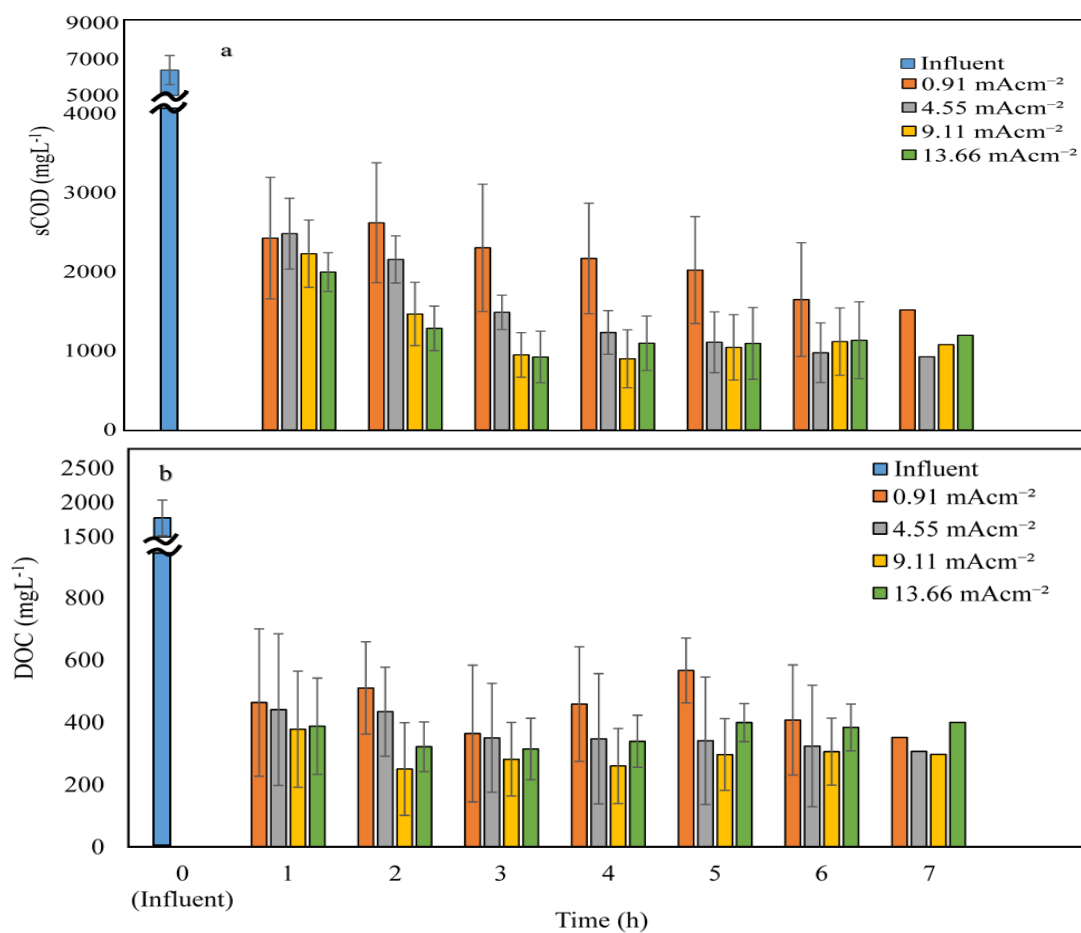 a
sCOD (mgL⁻¹)
9000
7000
5000
4000
3000
2000
1000
0
Influent
0.91 mAcm⁻²
4.55 mAcm⁻²
9.11 mAcm⁻²
13.66 mAcm⁻²
b
DOC (mgL⁻¹)
2500
2000
1500
800
600
400
200
0
Influent
0.91 mAcm⁻²
4.55 mAcm⁻²
9.11 mAcm⁻²
13.66 mAcm⁻²
0 1 2 3 4 5 6 7
(Influent)
Time (h)